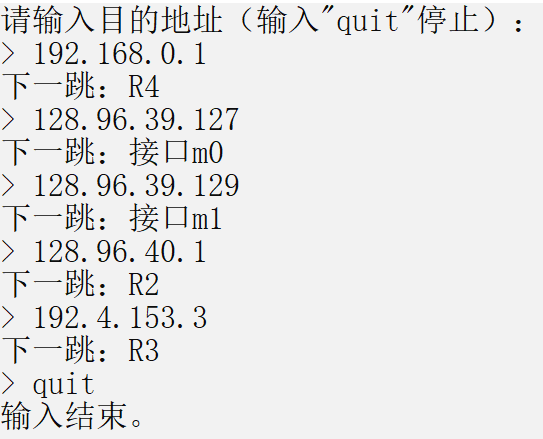 请输入目的地址（输入"quit"停止）：
> 192.168.0.1
下一跳：R4
> 128.96.39.127
下一跳：接口m0
> 128.96.39.129
下一跳：接口m1
> 128.96.40.1
下一跳：R2
> 192.4.153.3
下一跳：R3
> quit
输入结束。